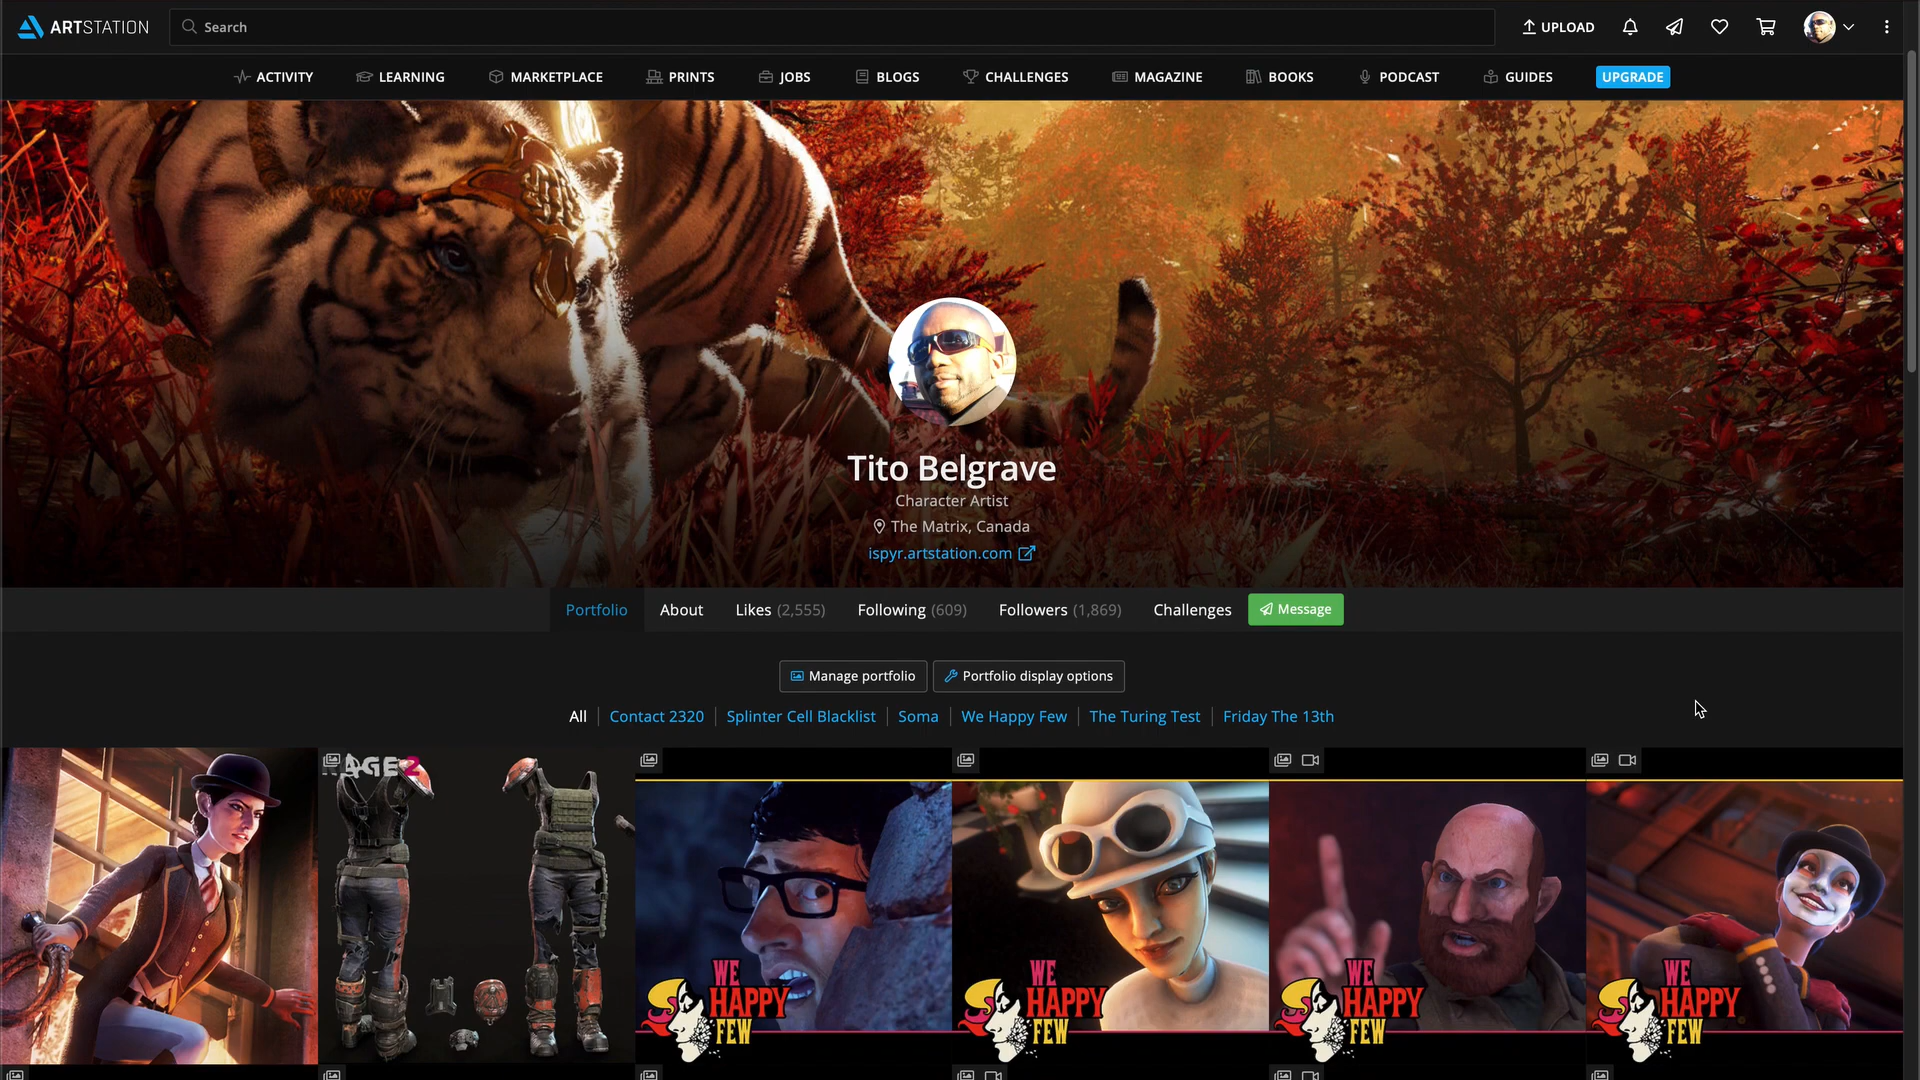 ARTSTATION
Search
UPLOAD
ACTIVITY
LEARNING
MARKETPLACE
PRINTS
JOBS
BLOGS
CHALLENGES
MAGAZINE
BOOKS
PODCAST
GUIDES
UPGRADE
Tito Belgrave
Character Artist
The Matrix, Canada
ispyr.artstation.com
Portfolio
About
Likes (2,555)
Following (609)
Followers (1,869)
Challenges
Message
Manage portfolio
Portfolio display options
All
Contact 2320
Splinter Cell Blacklist
Soma
We Happy Few
The Turing Test
Friday The 13th
WE
HAPPY
FEW
WE
HAPPY
FEW
WE
HAPPY
FEW
WE
HAPPY
FEW